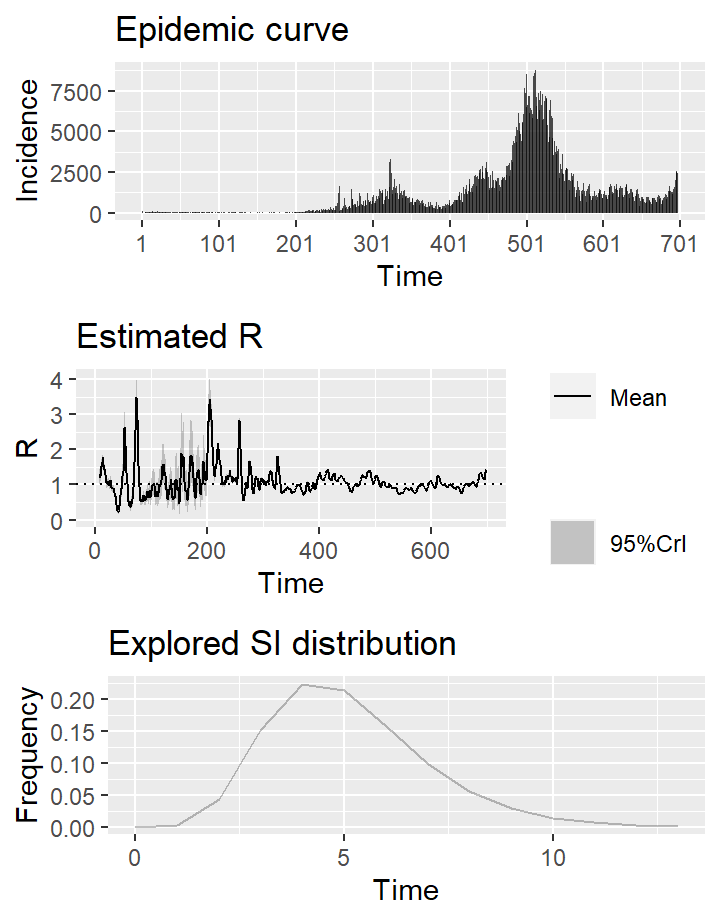 Epidemic curve
Incidence
7500
5000
2500
0
1 101 201 301 401 501 601 701
Time
Estimated R
R
4
3
2
1
0
0 200 400 600
Time
Mean
95%CrI
Explored SI distribution
Frequency
0.20
0.15
0.10
0.05
0.00
0 5 10
Time